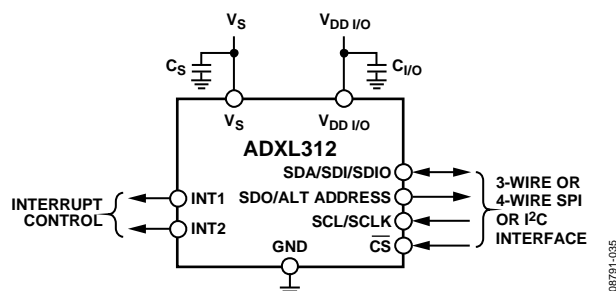 VS
VDD I/O
CS
CI/O
VS
VDD I/O
ADXL312
SDA/SDI/SDIO
INT1
SDO/ALT ADDRESS
INTERRUPT
CONTROL
SCL/SCLK
INT2
GND
CS
3-WIRE OR
4-WIRE SPI
OR I2C
INTERFACE
09791-035